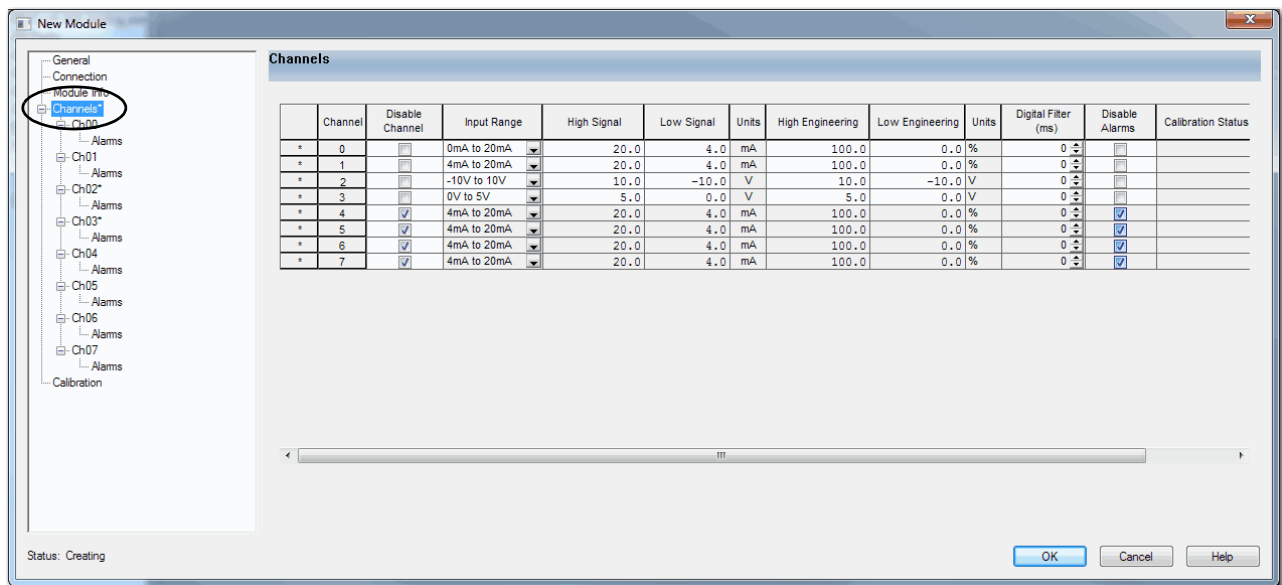 New Module
General
Connection
Module Info
Channels*
Ch00
Alarms
Ch01
Alarms
Ch02*
Alarms
Ch03*
Alarms
Ch04
Alarms
Ch05
Alarms
Ch06
Alarms
Ch07
Alarms
Calibration
Channels
Channel Disable Channel Input Range High Signal Low Signal Units High Engineering Low Engineering Units Digital Filter (ms) Disable Alarms Calibration Status
* 0 0mA to 20mA 20.0 4.0 mA 100.0 0.0 % 0
* 1 4mA to 20mA 20.0 4.0 mA 100.0 0.0 % 0
* 2 -10V to 10V 10.0 -10.0 V 10.0 -10.0 V 0
* 3 0V to 5V 5.0 0.0 V 5.0 0.0 V 0
* 4 4mA to 20mA 20.0 4.0 mA 100.0 0.0 % 0
* 5 4mA to 20mA 20.0 4.0 mA 100.0 0.0 % 0
* 6 4mA to 20mA 20.0 4.0 mA 100.0 0.0 % 0
* 7 4mA to 20mA 20.0 4.0 mA 100.0 0.0 % 0
Status: Creating
OK Cancel Help